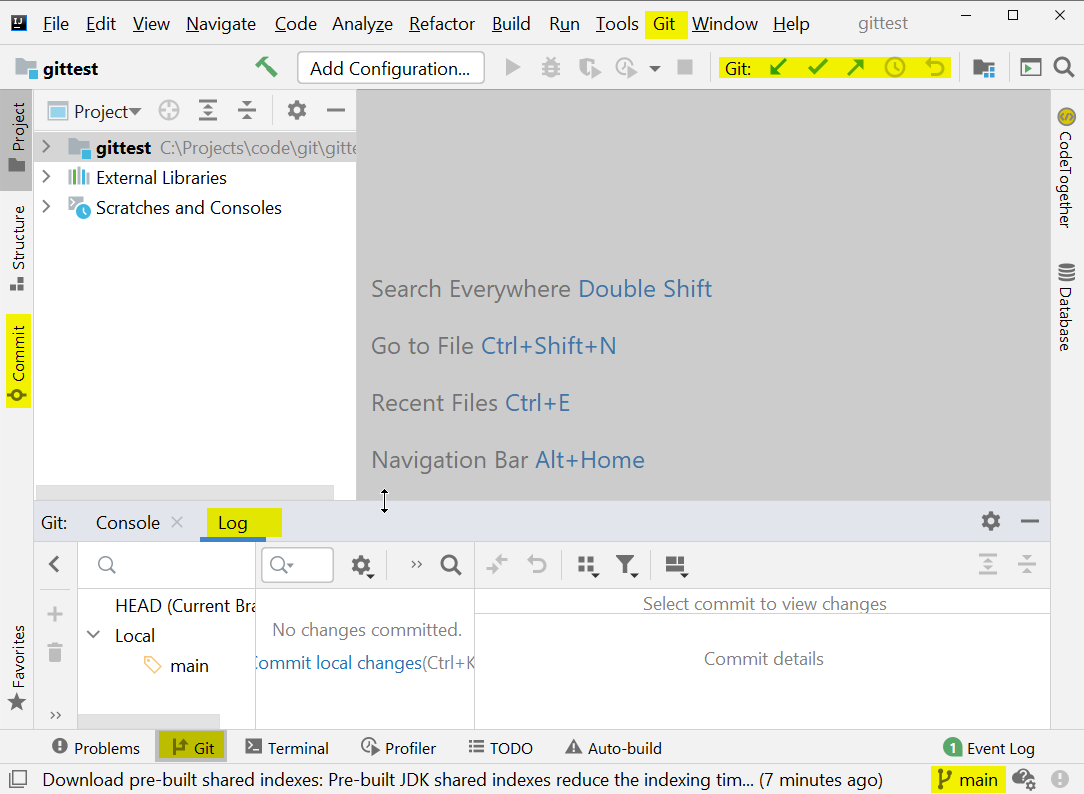 IJ File Edit View Navigate Code Analyze Refactor Build Run Tools Git Window Help gittest
gittest Add Configuration... Git:
Project
Structure
Commit
Favorites
Project
gittest C:\Projects\code\git\gitte
External Libraries
Scratches and Consoles
Search Everywhere Double Shift
Go to File Ctrl+Shift+N
Recent Files Ctrl+E
Navigation Bar Alt+Home
CodeTogether
Database
Git: Console Log
HEAD (Current Bra
Local
main
No changes committed.
Commit local changes(Ctrl+K
Select commit to view changes
Commit details
Problems Git Terminal Profiler TODO Auto-build 1 Event Log
Download pre-built shared indexes: Pre-built JDK shared indexes reduce the indexing tim... (7 minutes ago) main